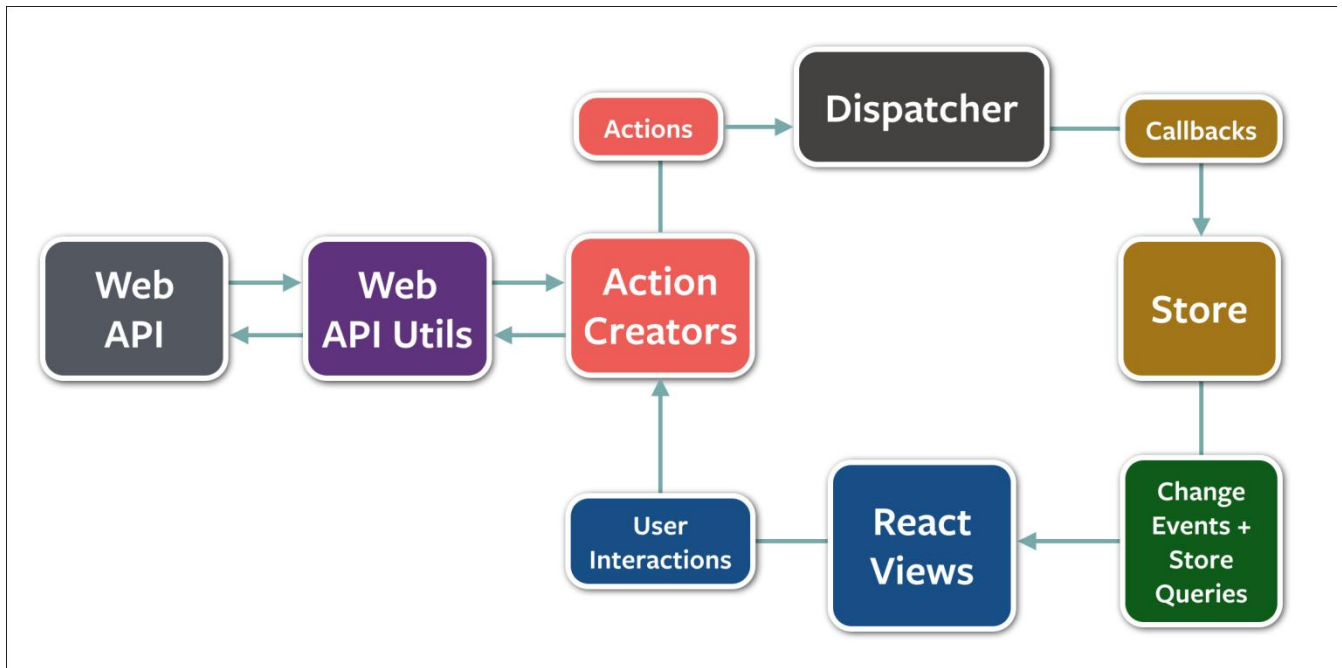 Dispatcher
Actions
Callbacks
Web
API
Web
API Utils
Action
Creators
Store
User
Interactions
React
Views
Change
Events +
Store
Queries